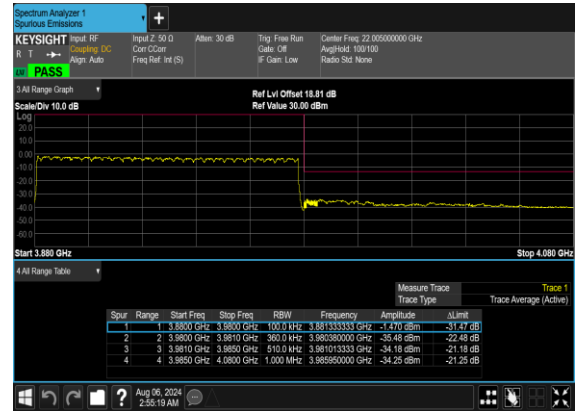 Spectrum Analyzer 1
Spurious Emissions
KEYSIGHT Input: RF Input Z: 50 Ω Atten: 30 dB Trig: Free Run Center Freq: 22.005000000 GHz
R T Coupling: DC Corr CCorr Gate: Off Avg|Hold: 100/100
Align: Auto Freq Ref: Int (S) IF Gain: Low Radio Std: None
PASS
3 All Range Graph
Ref Lvl Offset 18.81 dB
Scale/Div 10.0 dB Ref Value 30.00 dBm
Log
20.0
10.0
0.00
-10.0
-20.0
-30.0
-40.0
-50.0
-60.0
Start 3.880 GHz Stop 4.080 GHz
4 All Range Table
Measure Trace Trace 1
Trace Type Trace Average (Active)
Spur Range Start Freq Stop Freq RBW Frequency Amplitude ΔLimit
1 1 3.8800 GHz 3.9800 GHz 100.0 kHz 3.881333333 GHz -1.470 dBm -31.47 dB
2 2 3.9800 GHz 3.9810 GHz 360.0 kHz 3.980380000 GHz -35.48 dBm -22.48 dB
3 3 3.9810 GHz 3.9850 GHz 510.0 kHz 3.981013333 GHz -34.18 dBm -21.18 dB
4 4 3.9850 GHz 4.0800 GHz 1.000 MHz 3.985950000 GHz -34.25 dBm -21.25 dB
Aug 06, 2024
2:55:19 AM